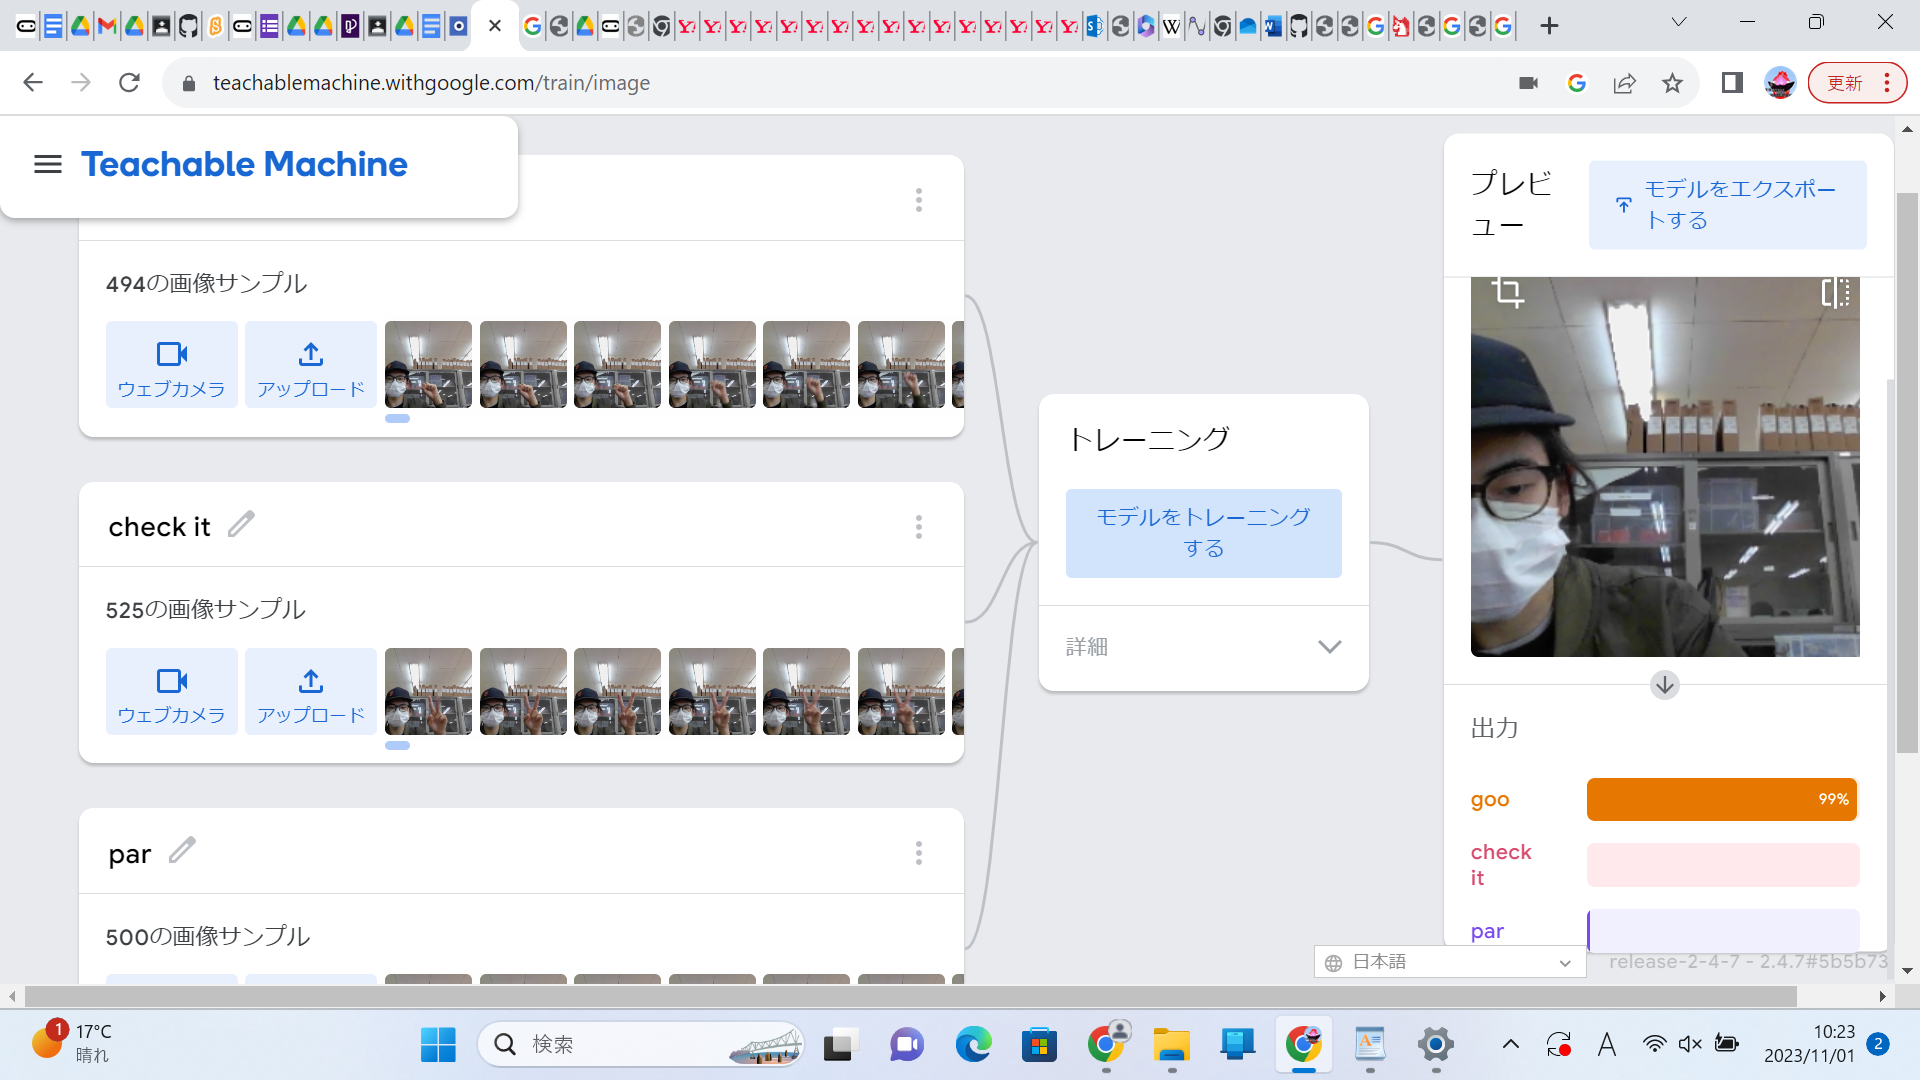 teachablemachine.withgoogle.com/train/image
更新
Teachable Machine
494の画像サンプル
ウェブカメラ
アップロード
check it
525の画像サンプル
ウェブカメラ
アップロード
par
500の画像サンプル
トレーニング
モデルをトレーニング
する
詳細
プレビ
ュー
モデルをエクスポー
トする
出力
goo
99%
check
it
par
日本語
release-2-4-7 - 2.4.7#5b5b73
1
17°C
晴れ
検索
A
10:23
2023/11/01
2